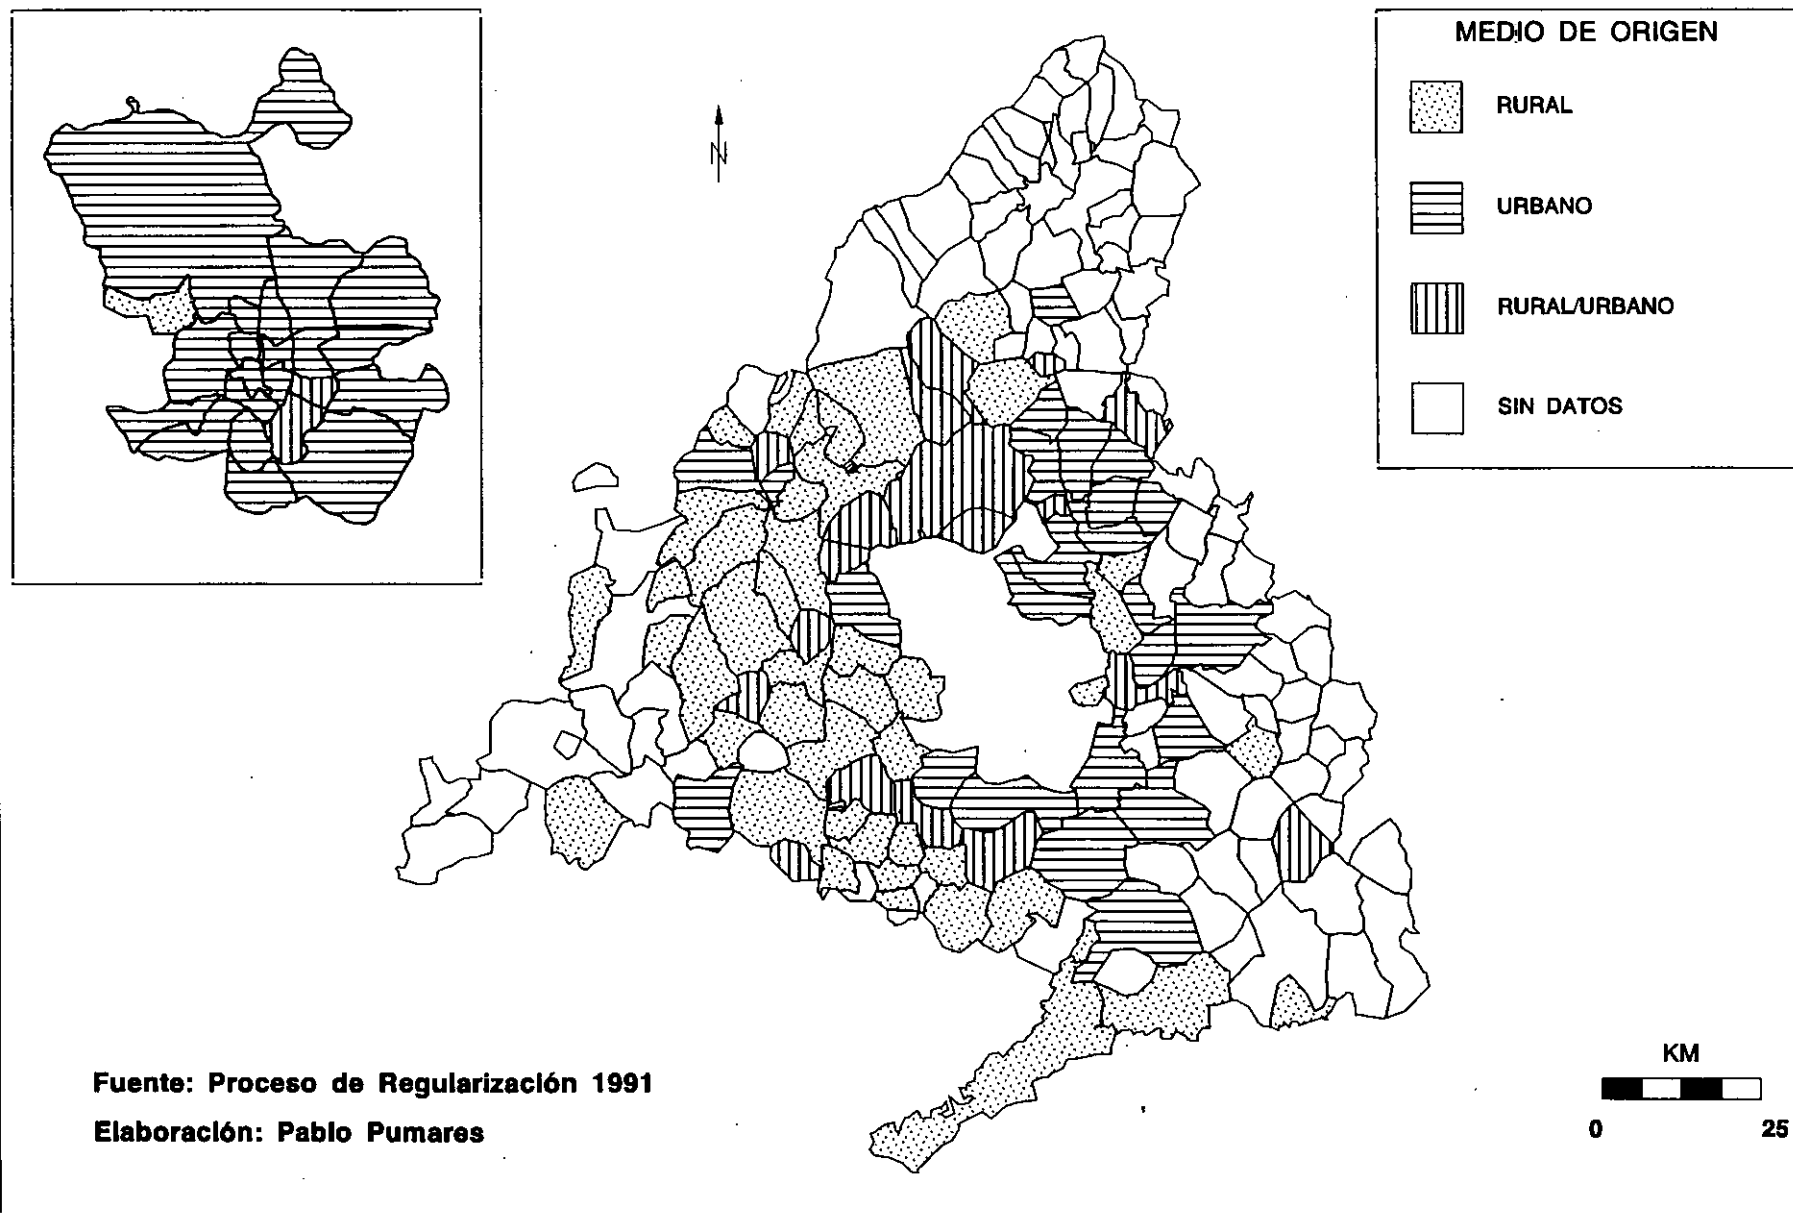 MEDIO DE ORIGEN
RURAL
URBANO
RURAL/URBANO
SIN DATOS
N
Fuente: Proceso de Regularización 1991
Elaboración: Pablo Pumares
KM
0 25